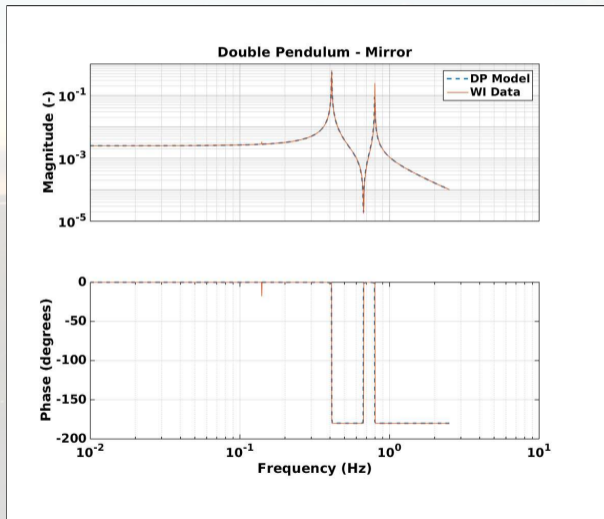 Double Pendulum - Mirror
DP Model
WI Data
Magnitude (-)
10^-1
10^-3
10^-5
Phase (degrees)
0
-50
-100
-150
-200
10^-2
10^-1
10^0
10^1
Frequency (Hz)